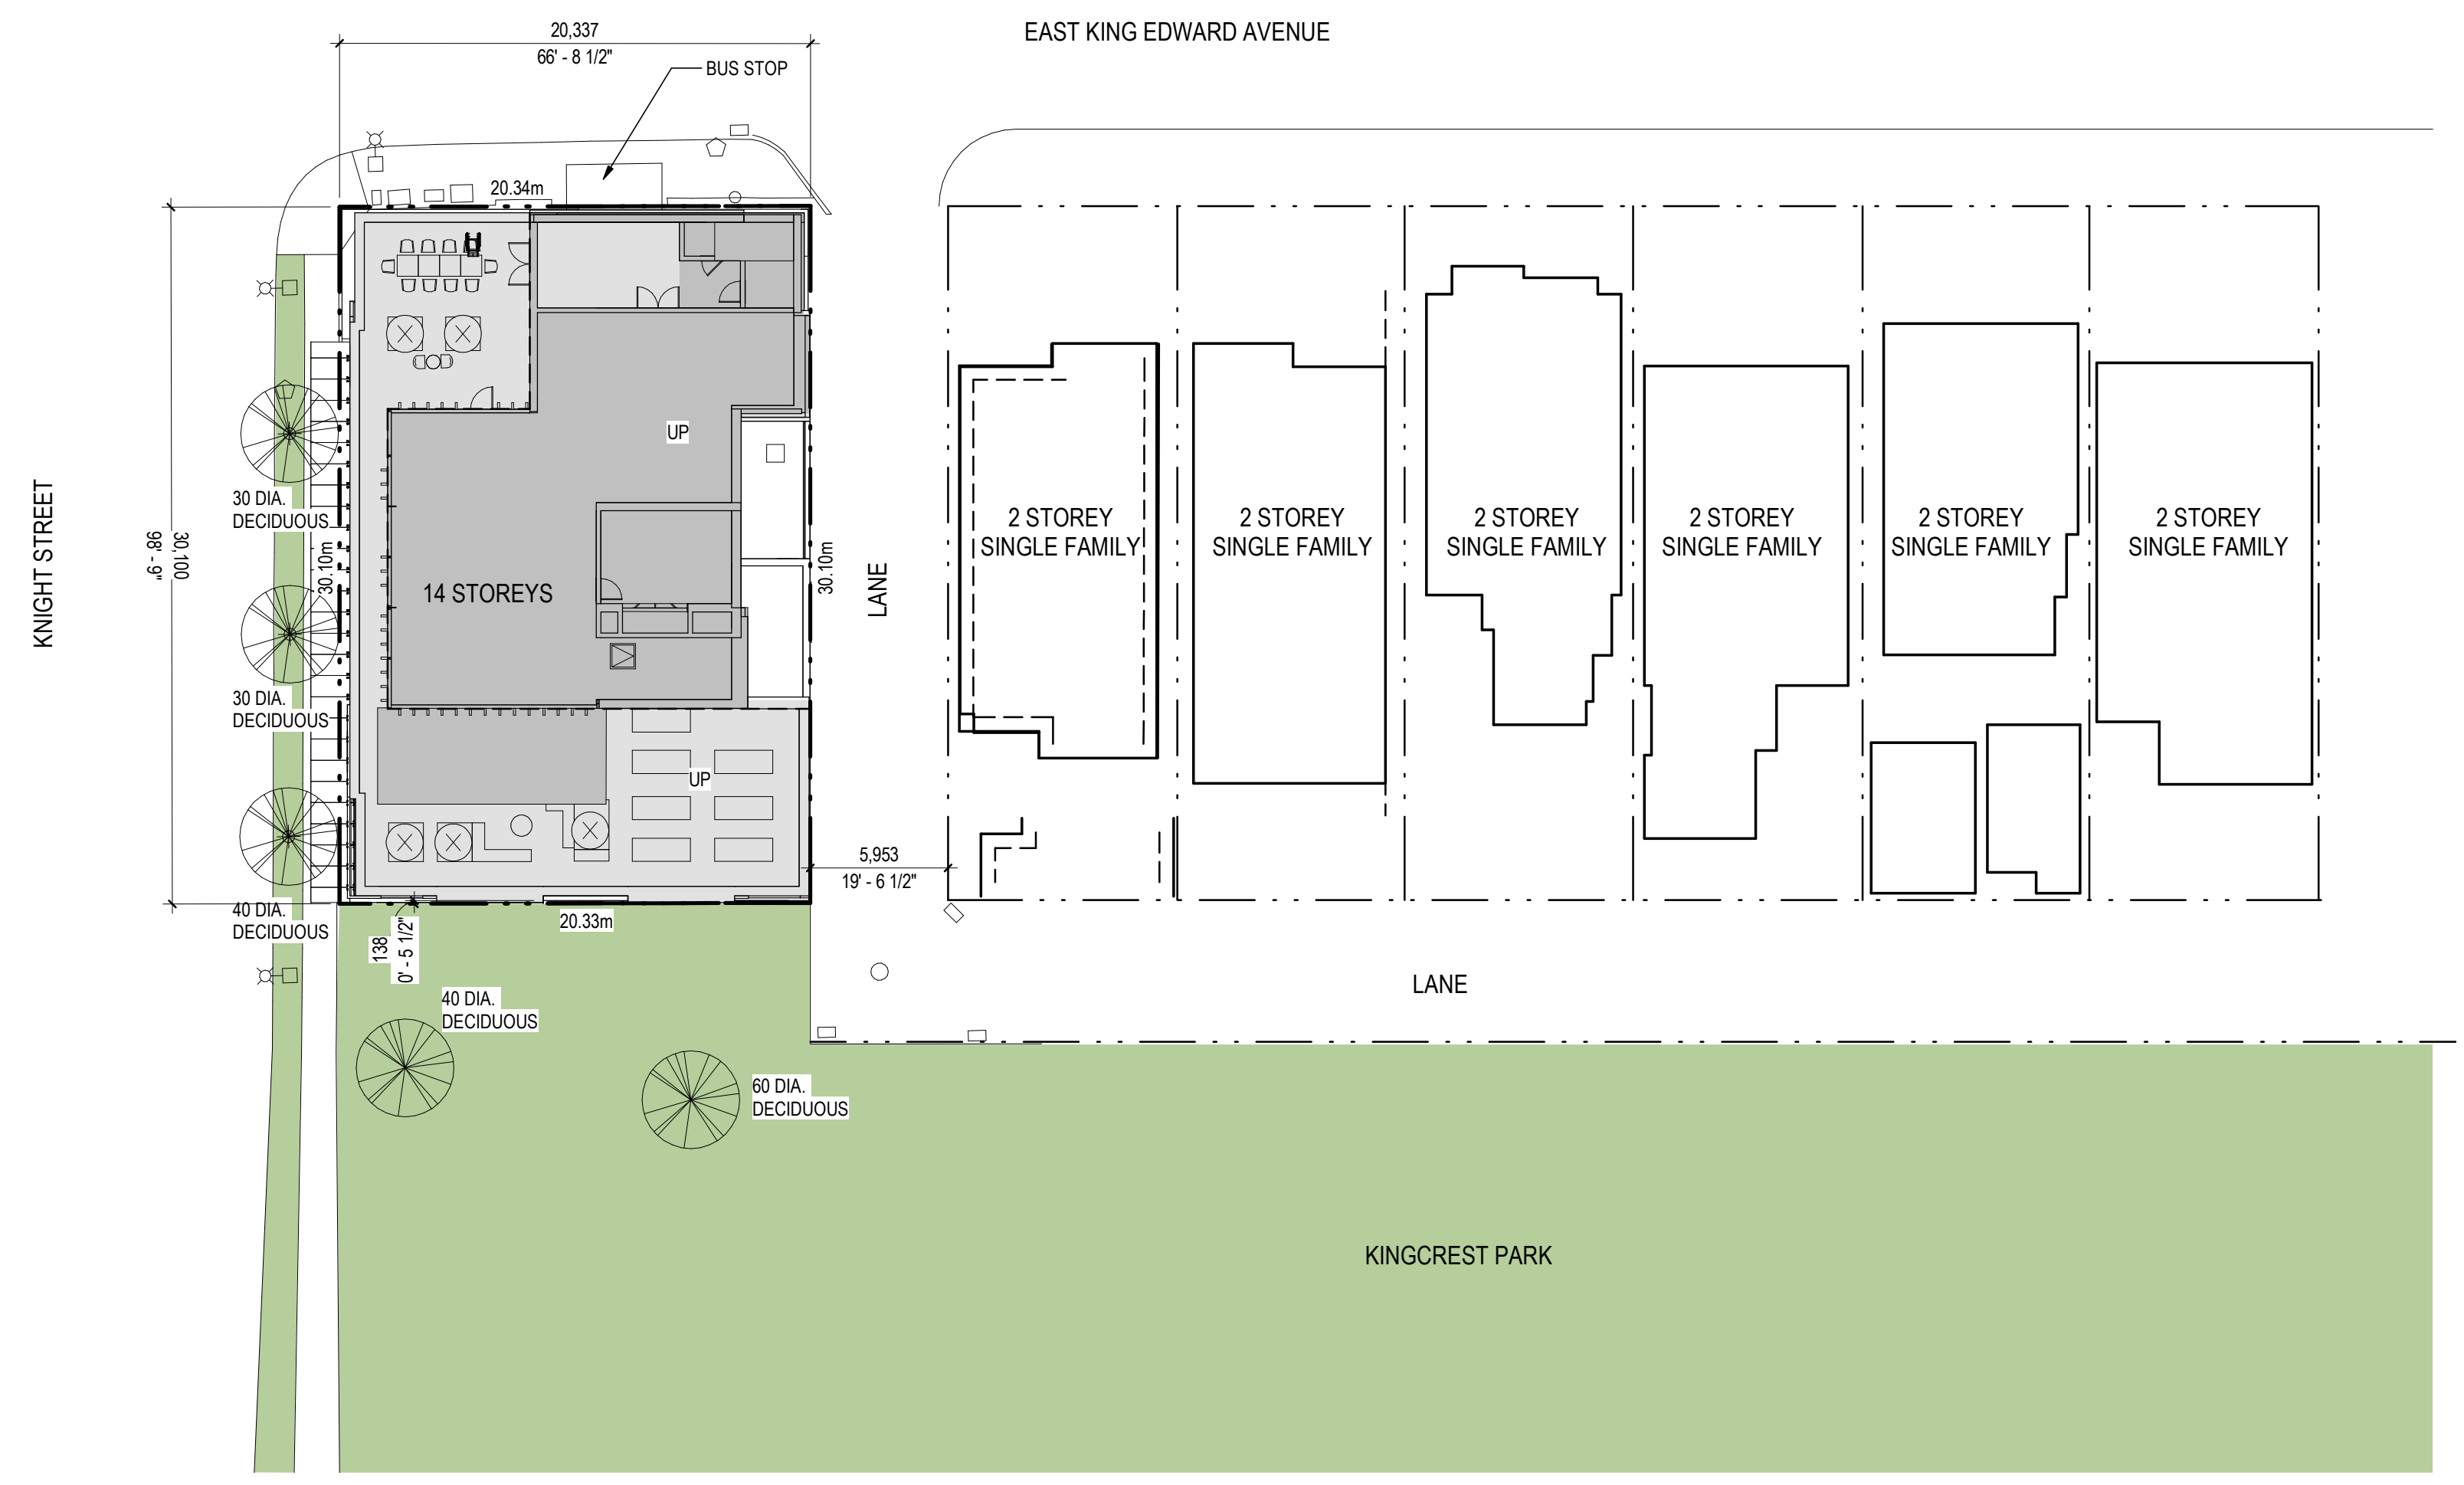 EAST KING EDWARD AVENUE
20,337
66' - 8 1/2"
BUS STOP
20.34m
KNIGHT STREET
30,100
98' - 9"
30 DIA.
DECIDUOUS
30.10m
UP
14 STOREYS
30.10m
LANE
2 STOREY
SINGLE FAMILY
2 STOREY
SINGLE FAMILY
2 STOREY
SINGLE FAMILY
2 STOREY
SINGLE FAMILY
2 STOREY
SINGLE FAMILY
2 STOREY
SINGLE FAMILY
30 DIA.
DECIDUOUS
UP
5,953
19' - 6 1/2"
40 DIA.
DECIDUOUS
138
0' - 5 1/2"
20.33m
40 DIA.
DECIDUOUS
LANE
60 DIA.
DECIDUOUS
KINGCREST PARK